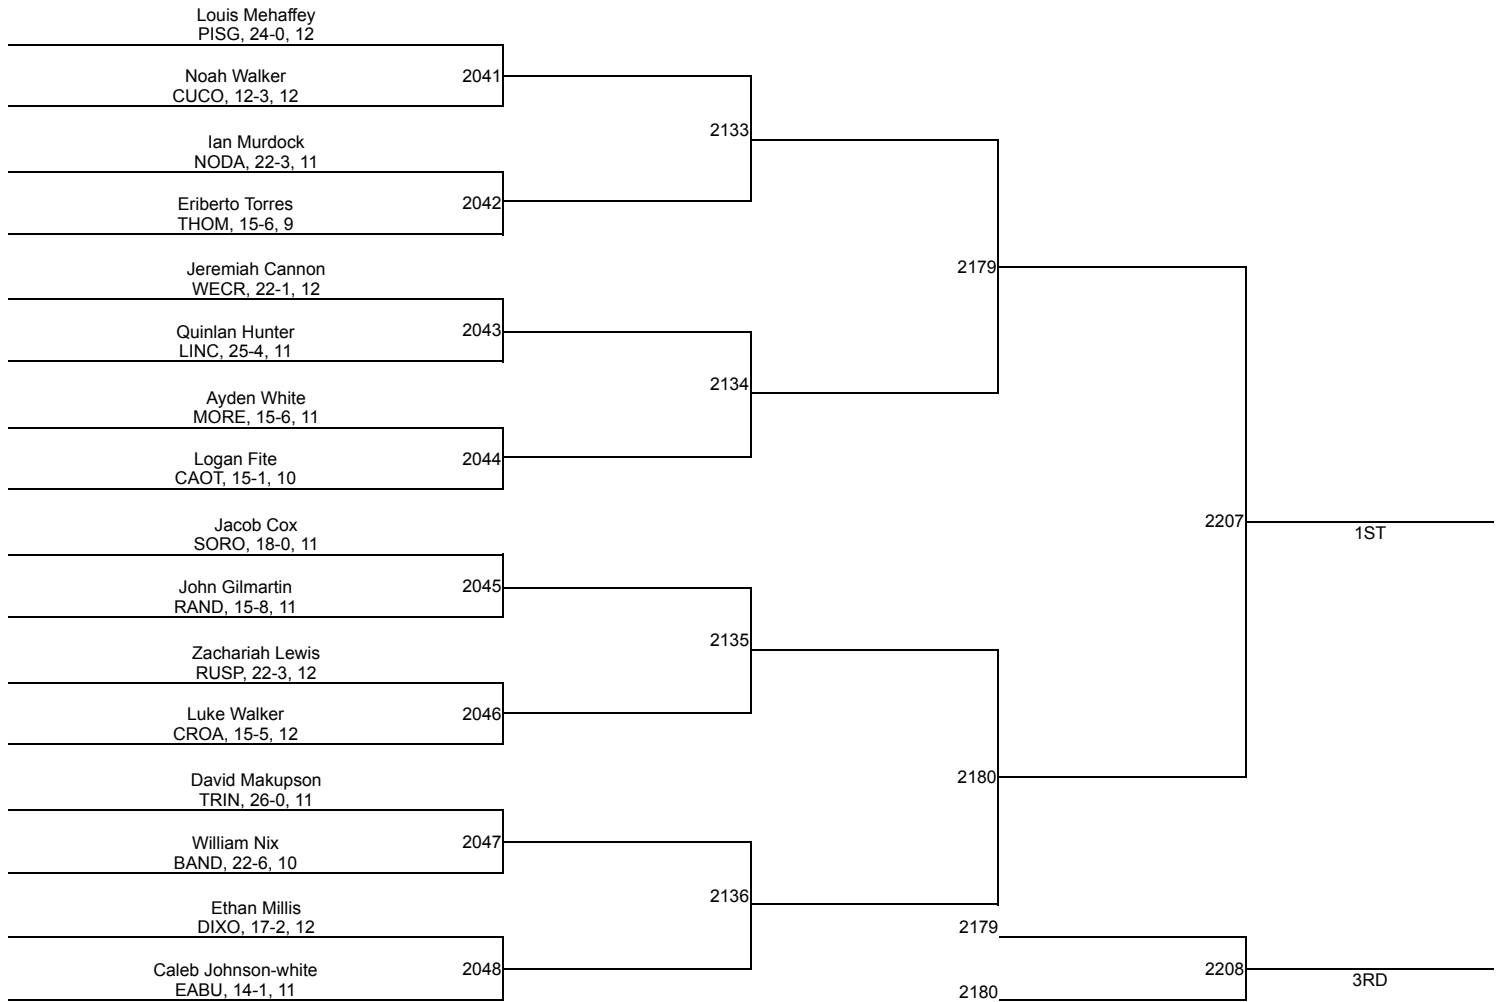 Louis Mehaffey
PISG, 24-0, 12
Noah Walker
CUCO, 12-3, 12
2041
2133
Ian Murdock
NODA, 22-3, 11
Eriberto Torres
THOM, 15-6, 9
2042
2179
Jeremiah Cannon
WECR, 22-1, 12
Quinlan Hunter
LINC, 25-4, 11
2043
2134
Ayden White
MORE, 15-6, 11
Logan Fite
CAOT, 15-1, 10
2044
2207
1ST
Jacob Cox
SORO, 18-0, 11
John Gilmartin
RAND, 15-8, 11
2045
2135
Zachariah Lewis
RUSP, 22-3, 12
Luke Walker
CROA, 15-5, 12
2046
2180
David Makupson
TRIN, 26-0, 11
William Nix
BAND, 22-6, 10
2047
2136
Ethan Millis
DIXO, 17-2, 12
2179
Caleb Johnson-white
EABU, 14-1, 11
2048
2208
3RD
2180